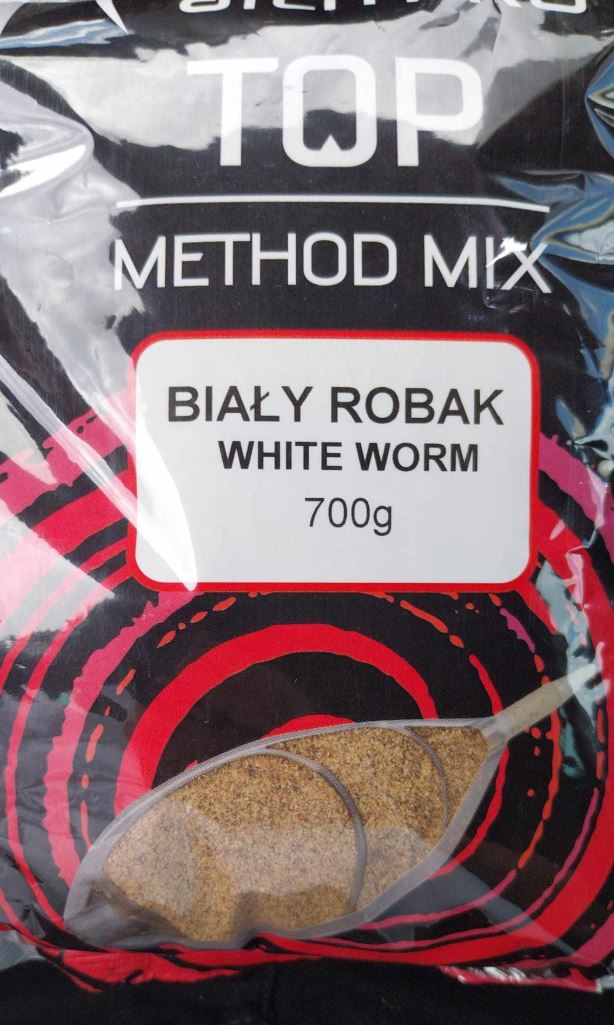 TOP
METHOD MIX
BIAŁY ROBAK
WHITE WORM
700g